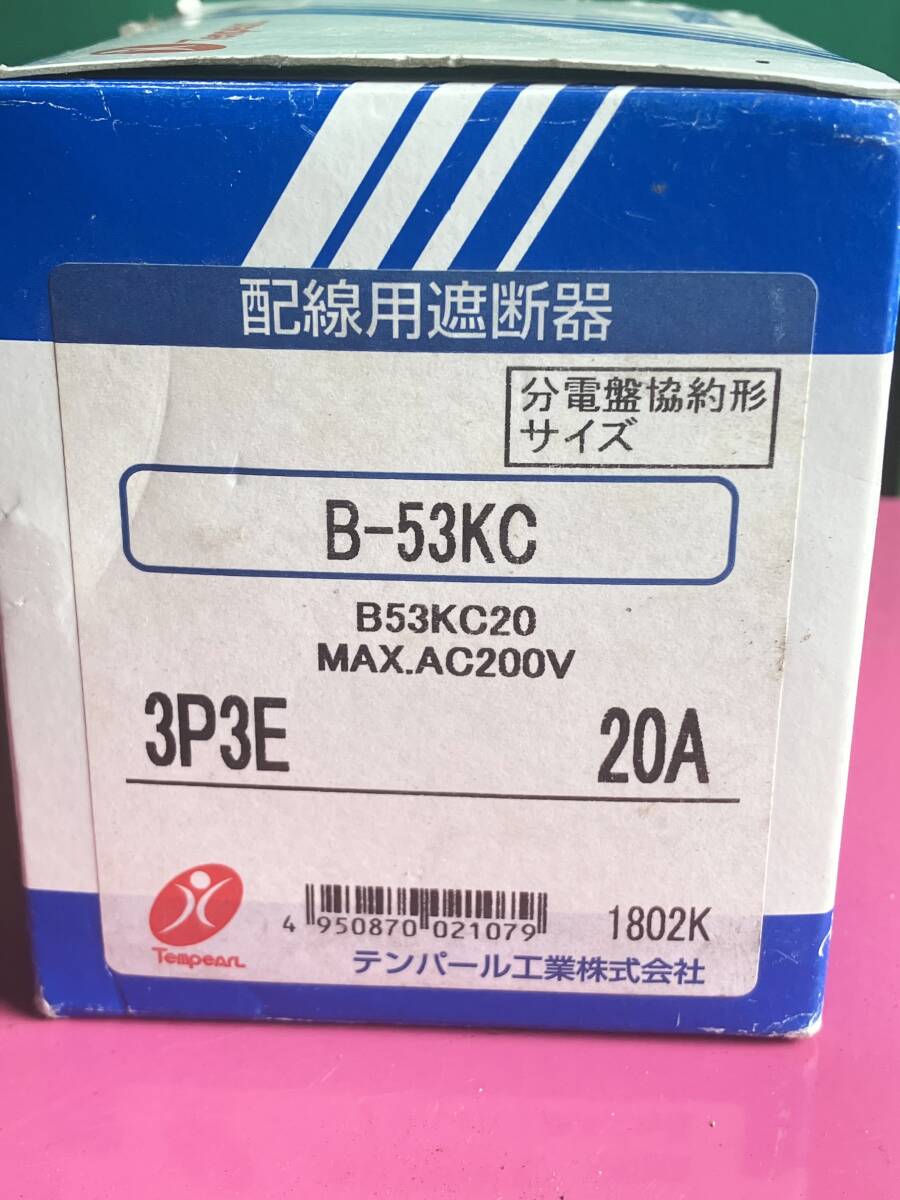 配線用遮断器
分電盤協約形
サイズ
B-53KC
B53KC20
MAX.AC200V
3P3E
20A
4 950870 021079
1802K
Tempearl
テンパール工業株式会社